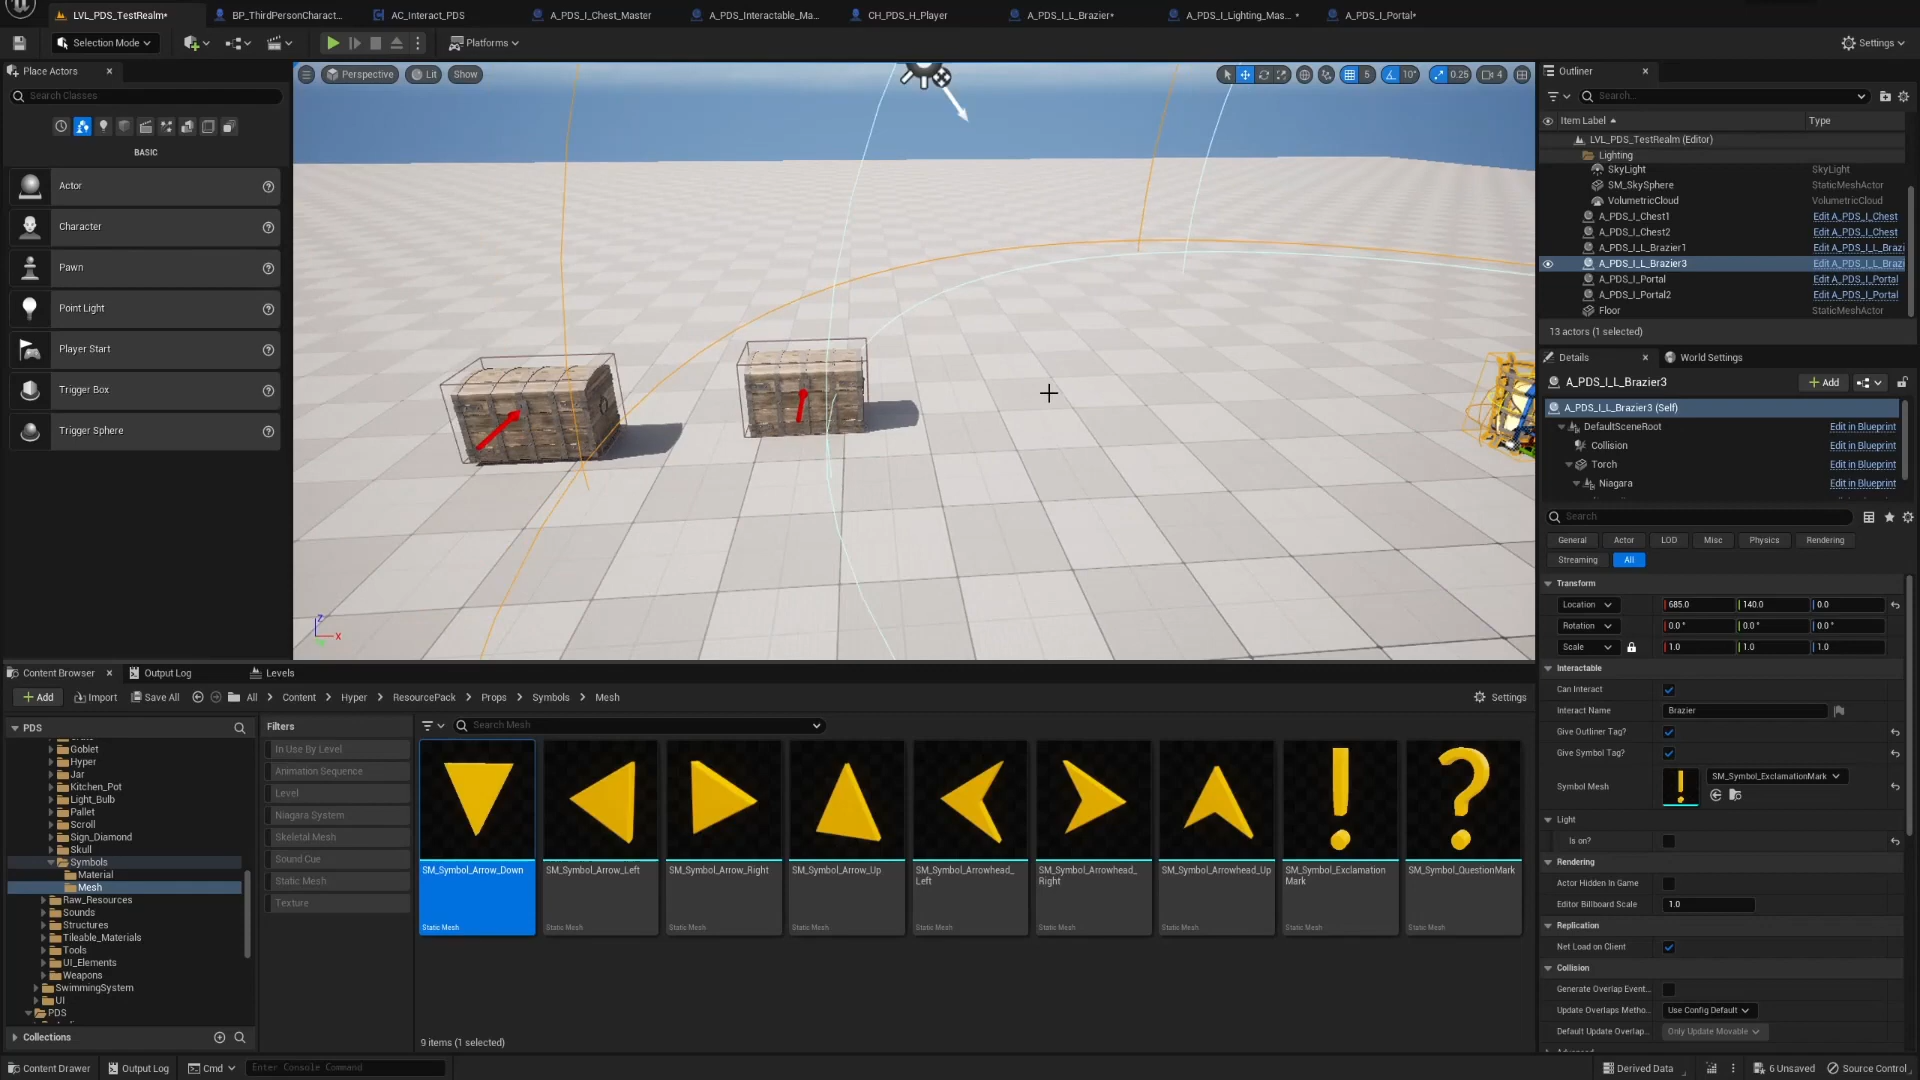 LVL_PDS_TestRealm*
BP_ThirdPersonCharact...
AC_Interact_PDS
A_PDS_I_Chest_Master
A_PDS_Interactable_Ma...
CH_PDS_H_Player
A_PDS_I_L_Brazier*
A_PDS_I_Lighting_Mas... *
A_PDS_I_Portal*
Selection Mode
Platforms
Settings
Place Actors
Search Classes
BASIC
Actor
Character
Pawn
Point Light
Player Start
Trigger Box
Trigger Sphere
Perspective
Lit
Show
5
10°
0.25
4
Z
X
Outliner
Search...
Item Label
Type
LVL_PDS_TestRealm (Editor)
Lighting
SkyLight
SkyLight
SM_SkySphere
StaticMeshActor
VolumetricCloud
VolumetricCloud
A_PDS_I_Chest1
Edit A_PDS_I_Chest
A_PDS_I_Chest2
Edit A_PDS_I_Chest
A_PDS_I_L_Brazier1
Edit A_PDS_I_L_Brazi
A_PDS_I_L_Brazier3
Edit A_PDS_I_L_Brazi
A_PDS_I_Portal
Edit A_PDS_I_Portal
A_PDS_I_Portal2
Edit A_PDS_I_Portal
Floor
StaticMeshActor
13 actors (1 selected)
Details
World Settings
A_PDS_I_L_Brazier3
Add
A_PDS_I_L_Brazier3 (Self)
DefaultSceneRoot
Edit in Blueprint
Collision
Edit in Blueprint
Torch
Edit in Blueprint
Niagara
Edit in Blueprint
Search
General
Actor
LOD
Misc
Physics
Rendering
Streaming
All
Transform
Location
685.0
140.0
0.0
Rotation
0.0 °
0.0 °
0.0 °
Scale
1.0
1.0
1.0
Interactable
Can Interact
Interact Name
Brazier
Give Outliner Tag?
Give Symbol Tag?
Symbol Mesh
SM_Symbol_ExclamationMark
Light
Is on?
Rendering
Actor Hidden In Game
Editor Billboard Scale
1.0
Replication
Net Load on Client
Collision
Generate Overlap Event...
Update Overlaps Metho...
Use Config Default
Default Update Overlap...
Only Update Movable
Content Browser
Output Log
Levels
Add
Import
Save All
All
Content
Hyper
ResourcePack
Props
Symbols
Mesh
Settings
PDS
Goblet
Hyper
Jar
Kitchen_Pot
Light_Bulb
Pallet
Scroll
Sign_Diamond
Skull
Symbols
Material
Mesh
Raw_Resources
Sounds
Structures
Tileable_Materials
Tools
UI_Elements
Weapons
SwimmingSystem
UI
PDS
Collections
Filters
In Use By Level
Animation Sequence
Level
Niagara System
Skeletal Mesh
Sound Cue
Static Mesh
Texture
Search Mesh
SM_Symbol_Arrow_Down
Static Mesh
SM_Symbol_Arrow_Left
Static Mesh
SM_Symbol_Arrow_Right
Static Mesh
SM_Symbol_Arrow_Up
Static Mesh
SM_Symbol_Arrowhead_
Left
Static Mesh
SM_Symbol_Arrowhead_
Right
Static Mesh
SM_Symbol_Arrowhead_Up
Static Mesh
SM_Symbol_Exclamation
Mark
Static Mesh
SM_Symbol_QuestionMark
Static Mesh
9 items (1 selected)
Content Drawer
Output Log
Cmd
Enter Console Command
Derived Data
6 Unsaved
Source Control